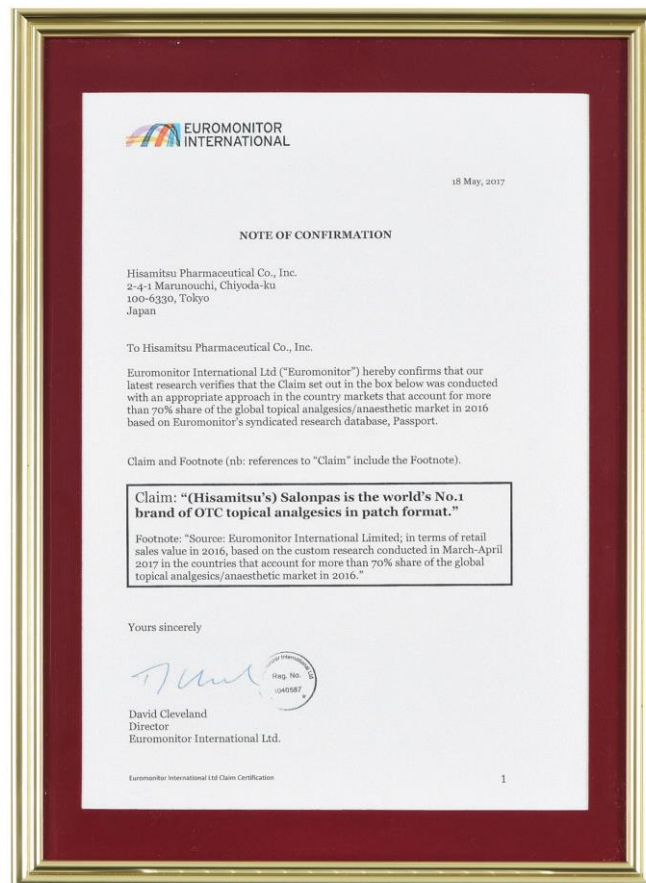 EUROMONITOR
INTERNATIONAL
18 May, 2017
NOTE OF CONFIRMATION
Hisamitsu Pharmaceutical Co., Inc.
2-4-1 Marunouchi, Chiyoda-ku
100-6330, Tokyo
Japan
To Hisamitsu Pharmaceutical Co., Inc.
Euromonitor International Ltd (“Euromonitor”) hereby confirms that our
latest research verifies that the Claim set out in the box below was conducted
with an appropriate approach in the country markets that account for more
than 70% share of the global topical analgesics/anaesthetic market in 2016
based on Euromonitor’s syndicated research database, Passport.
Claim and Footnote (nb: references to “Claim” include the Footnote).
Claim: “(Hisamitsu’s) Salonpas is the world’s No.1
brand of OTC topical analgesics in patch format.”
Footnote: “Source: Euromonitor International Limited; in terms of retail
sales value in 2016, based on the custom research conducted in March-April
2017 in the countries that account for more than 70% share of the global
topical analgesics/anaesthetic market in 2016.”
Yours sincerely
International Ltd
Reg. No.
David Cleveland
Director
Euromonitor International Ltd.
Euromonitor International Ltd Claim Certification
1